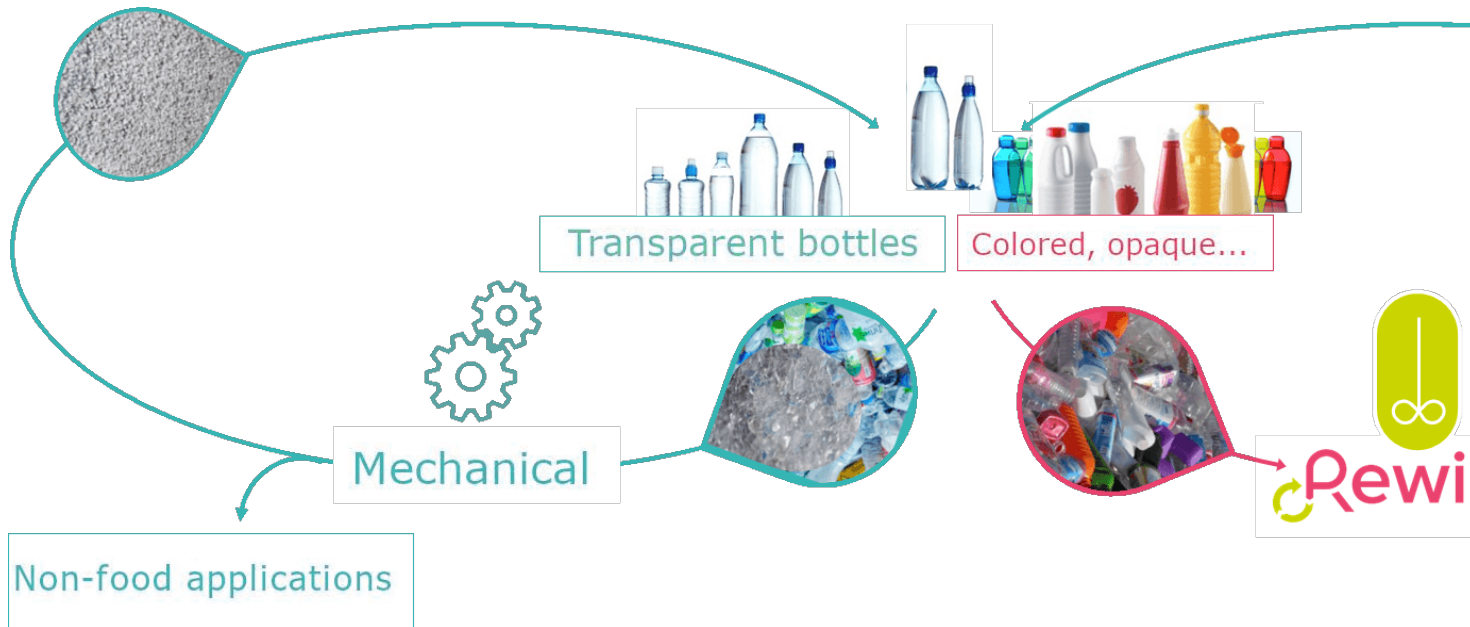 Transparent bottles
Colored, opaque...
Mechanical
Rewi
Non-food applications